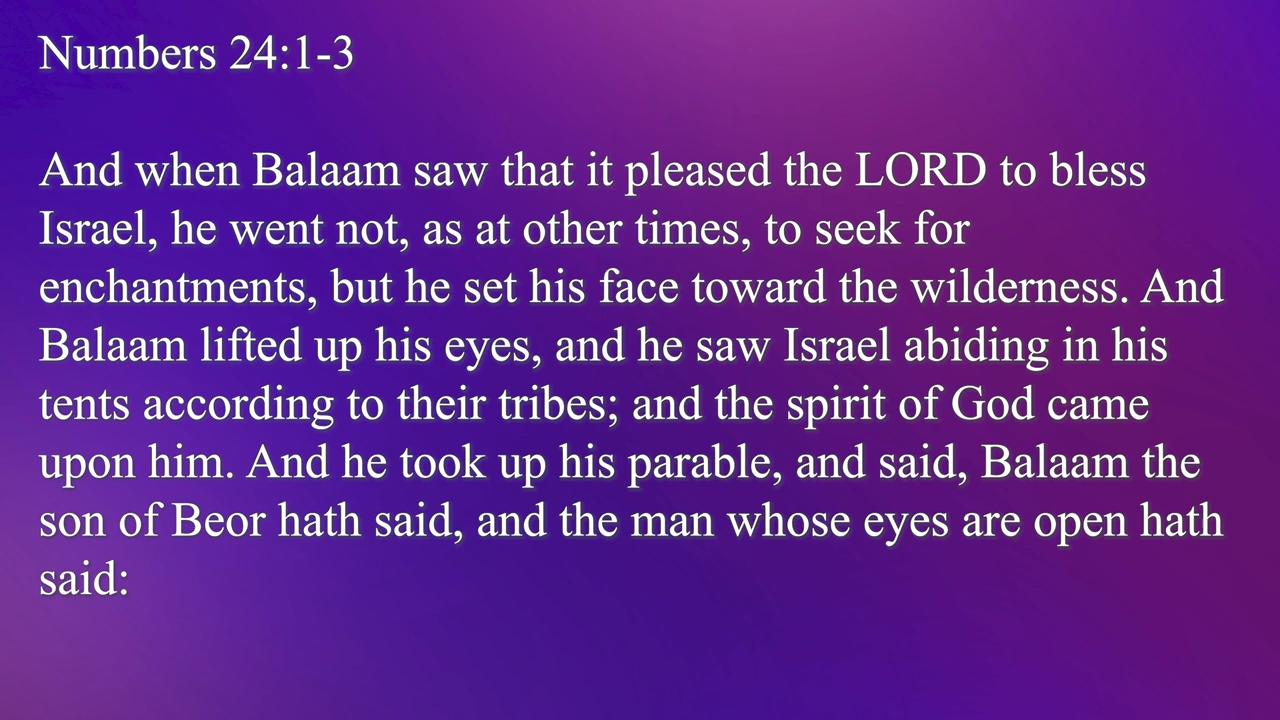 Numbers 24:1-3
And when Balaam saw that it pleased the LORD to bless
Israel, he went not, as at other times, to seek for
enchantments, but he set his face toward the wilderness. And
Balaam lifted up his eyes, and he saw Israel abiding in his
tents according to their tribes; and the spirit of God came
upon him. And he took up his parable, and said, Balaam the
son of Beor hath said, and the man whose eyes are open hath
said: